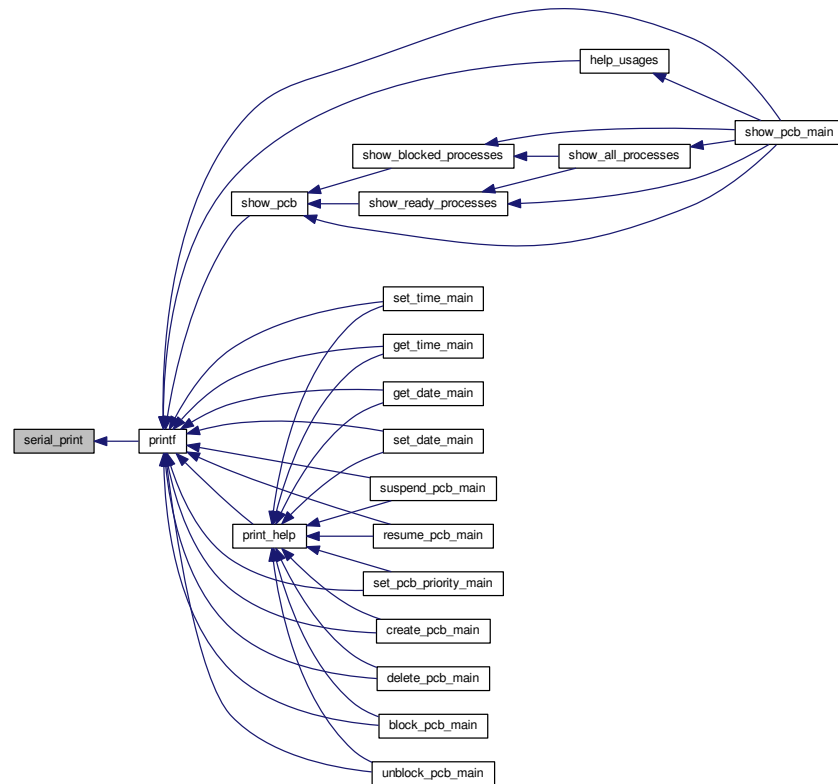 help_usages
show_pcb_main
show_blocked_processes
show_all_processes
show_pcb
show_ready_processes
set_time_main
get_time_main
get_date_main
serial_print
printf
set_date_main
suspend_pcb_main
print_help
resume_pcb_main
set_pcb_priority_main
create_pcb_main
delete_pcb_main
block_pcb_main
unblock_pcb_main